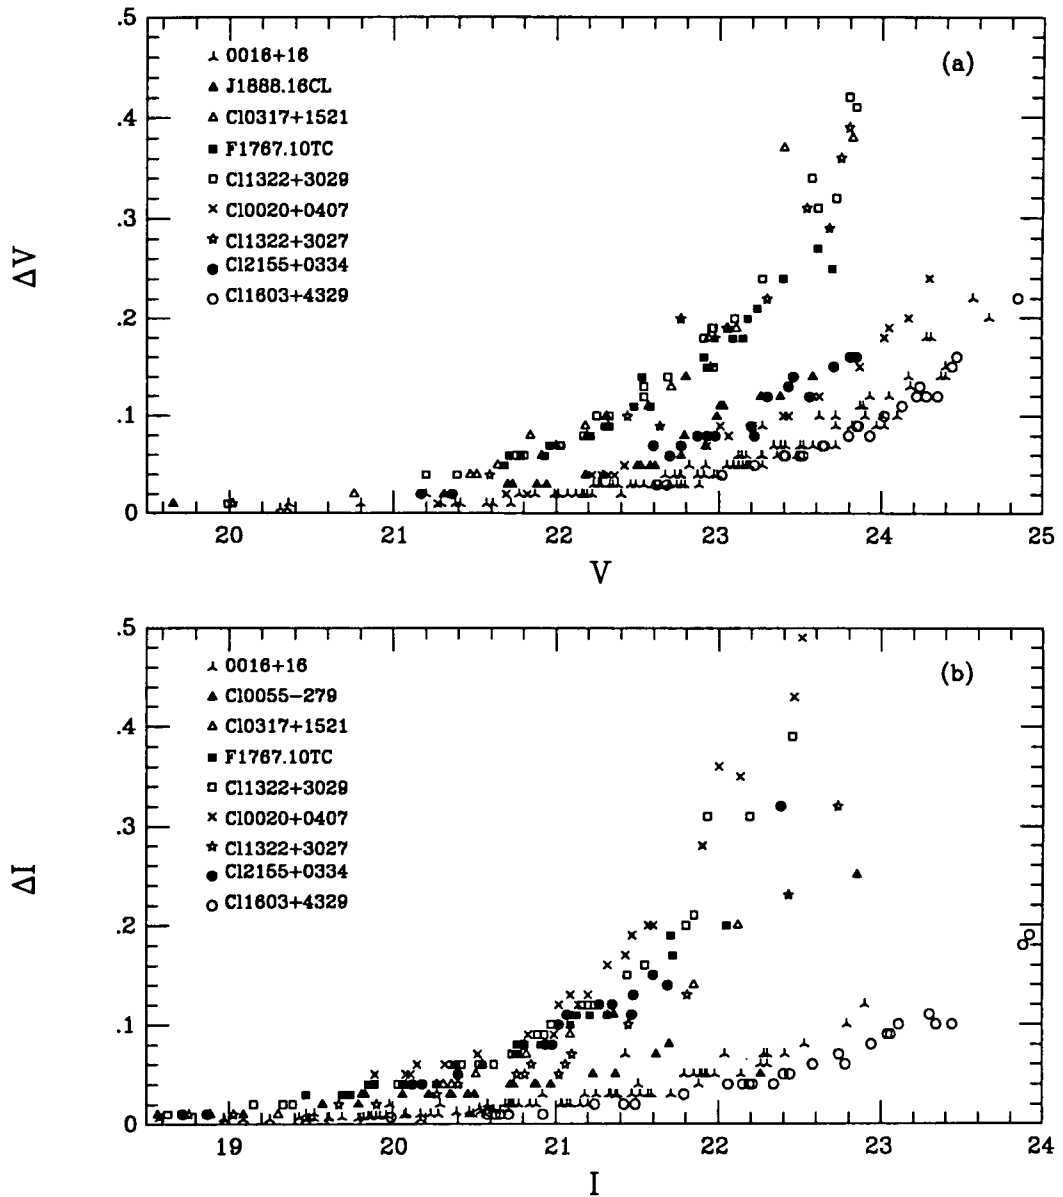 .5
.4
.3
.2
.1
0
ΔV
0016+16
J1888.16CL
Cl0317+1521
F1767.10TC
Cl1322+3029
Cl0020+0407
Cl1322+3027
Cl2155+0334
Cl1603+4329
(a)
20 21 22 23 24 25
V
.5
.4
.3
.2
.1
0
ΔI
0016+16
Cl0055-279
Cl0317+1521
F1767.10TC
Cl1322+3029
Cl0020+0407
Cl1322+3027
Cl2155+0334
Cl1603+4329
(b)
19 20 21 22 23 24
I